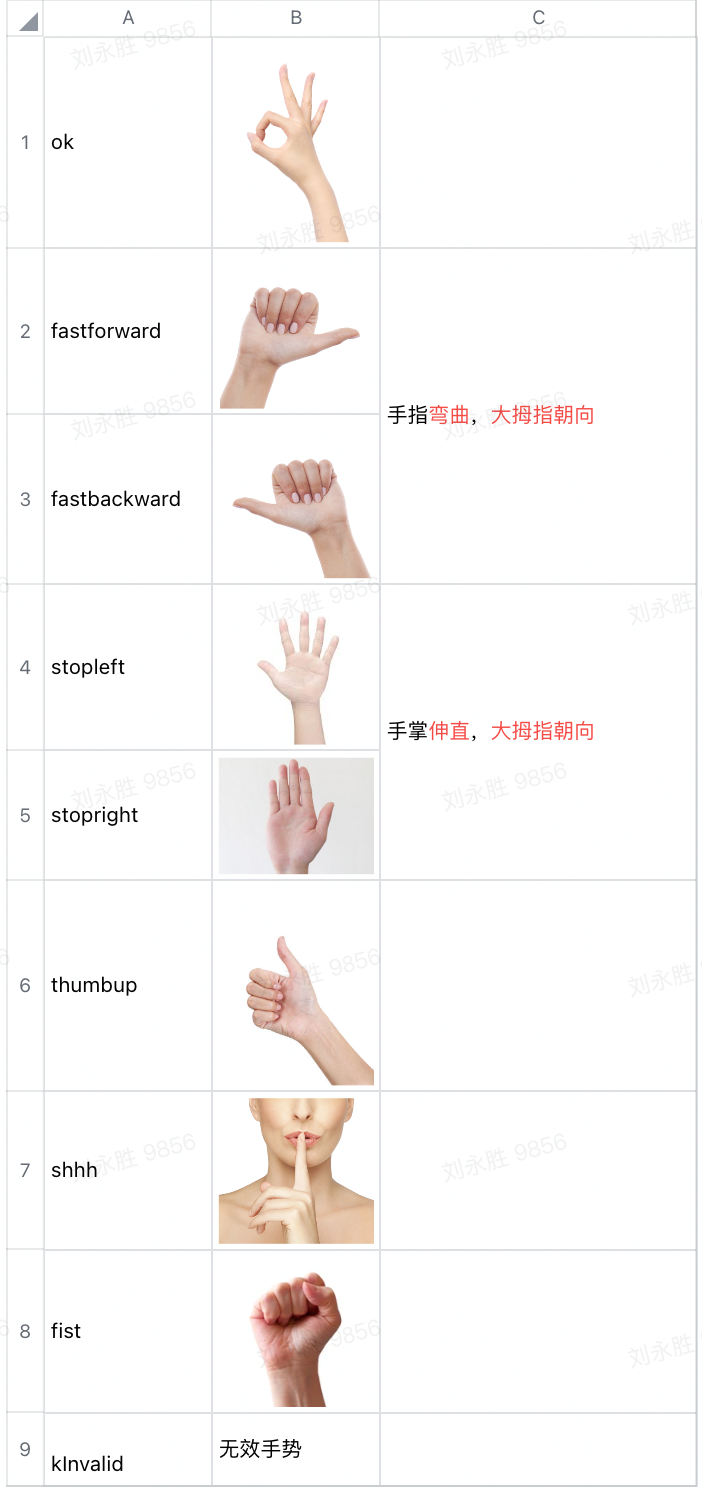 A B C
1 ok
2 fastforward
手指弯曲，大拇指朝向
3 fastbackward
4 stopleft
手掌伸直，大拇指朝向
5 stopright
6 thumbup
7 shhh
8 fist
9 kInvalid 无效手势
刘永胜 9856